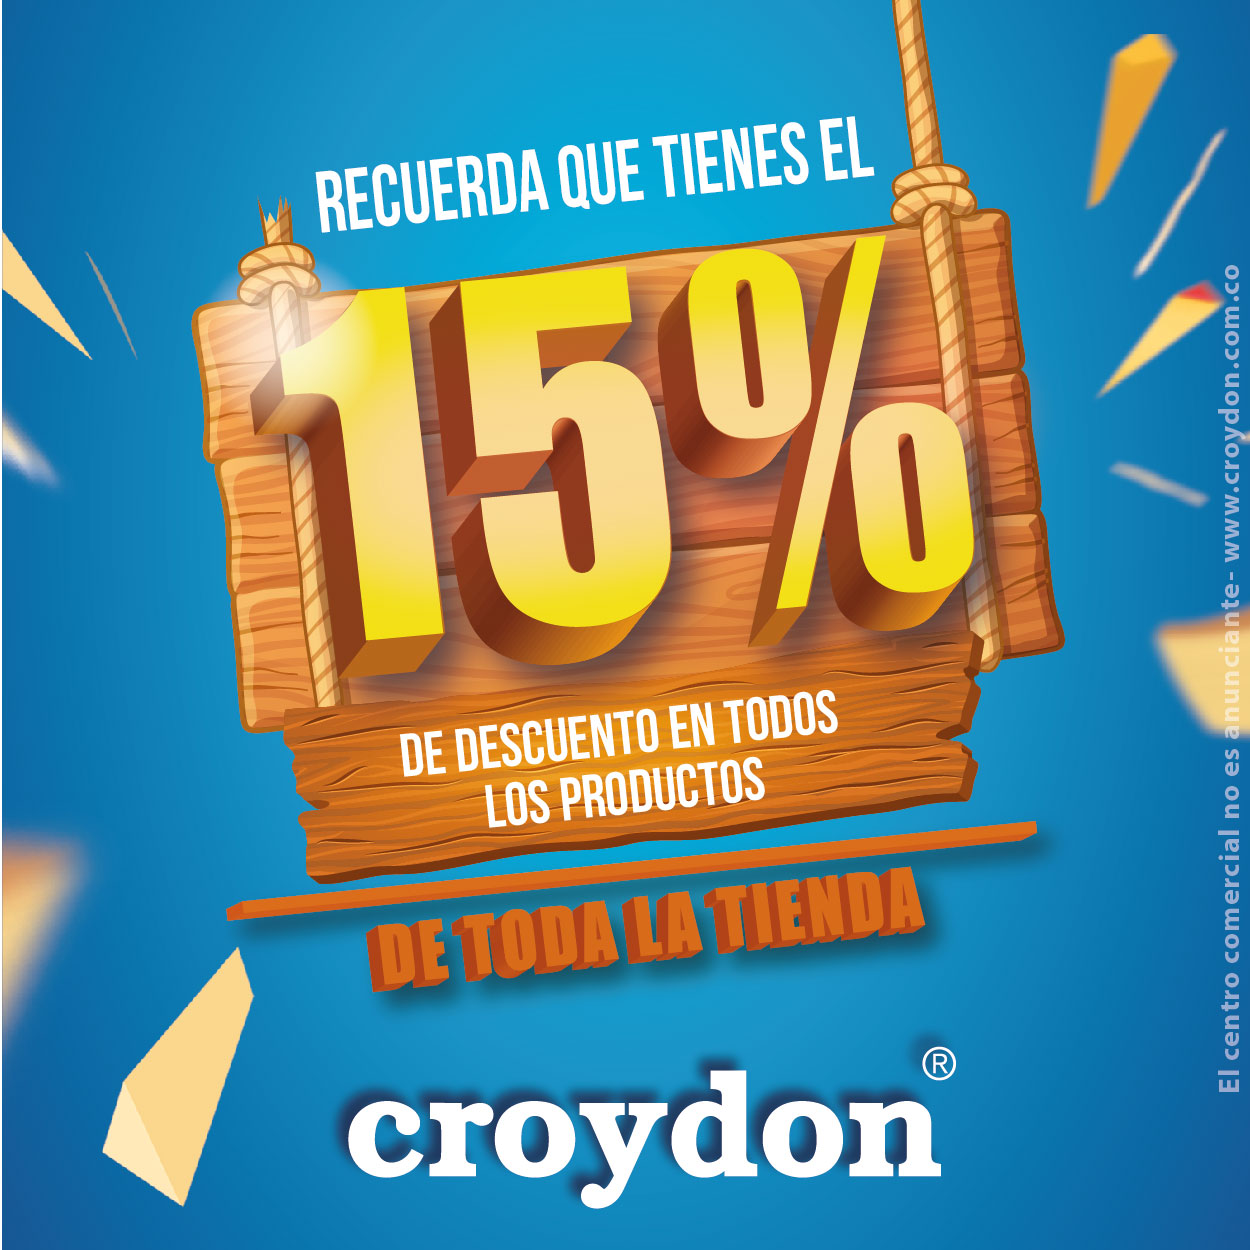 RECUERDA QUE TIENES EL
15%
DE DESCUENTO EN TODOS
LOS PRODUCTOS
DE TODA LA TIENDA
croydon®
El centro comercial no es anunciante- www.croydon.com.co